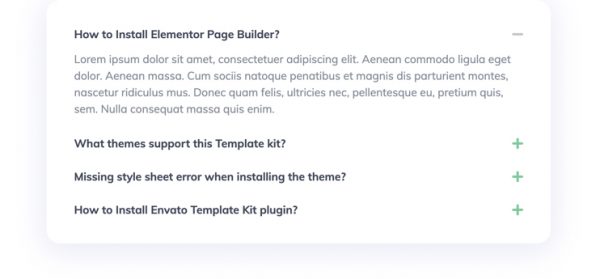 How to Install Elementor Page Builder?
Lorem ipsum dolor sit amet, consectetuer adipiscing elit. Aenean commodo ligula eget
dolor. Aenean massa. Cum sociis natoque penatibus et magnis dis parturient montes,
nascetur ridiculus mus. Donec quam felis, ultricies nec, pellentesque eu, pretium quis,
sem. Nulla consequat massa quis enim.
What themes support this Template kit?
Missing style sheet error when installing the theme?
How to Install Envato Template Kit plugin?